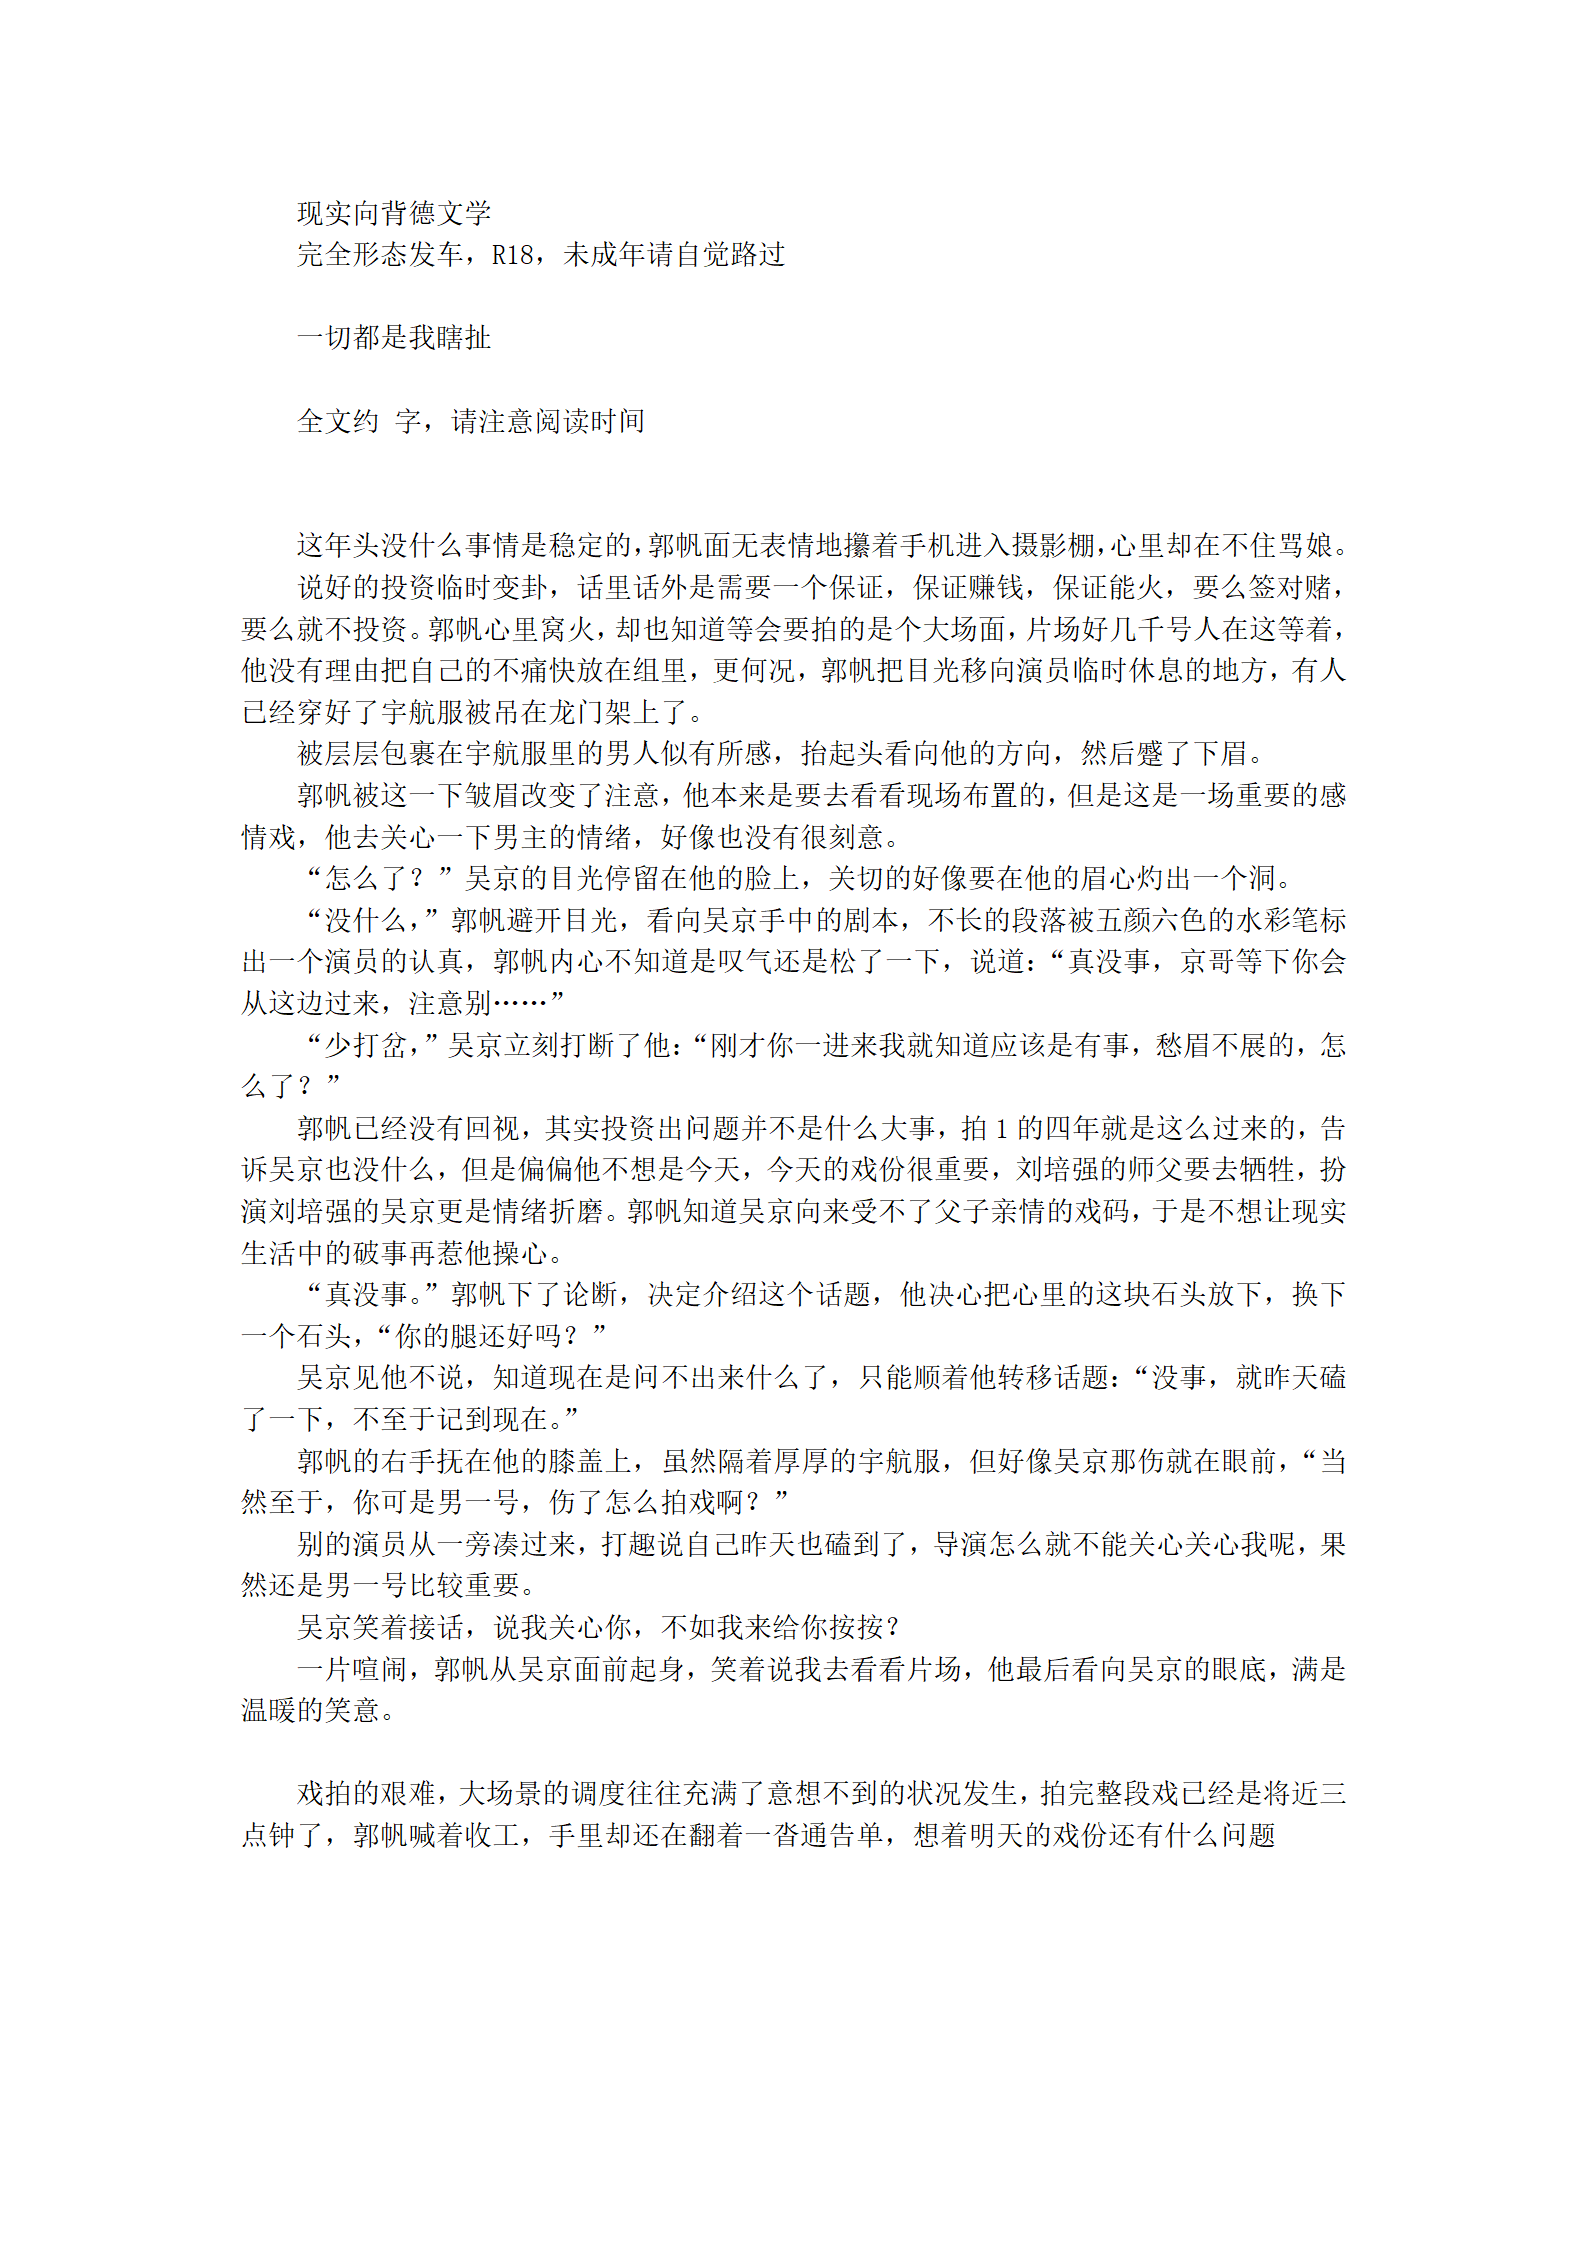 现实向背德文学
完全形态发车，R18，未成年请自觉路过
一切都是我瞎扯
全文约 字，请注意阅读时间
这年头没什么事情是稳定的，郭帆面无表情地攥着手机进入摄影棚，心里却在不住骂娘。
说好的投资临时变卦，话里话外是需要一个保证，保证赚钱，保证能火，要么签对赌，
要么就不投资。郭帆心里窝火，却也知道等会要拍的是个大场面，片场好几千号人在这等着，
他没有理由把自己的不痛快放在组里，更何况，郭帆把目光移向演员临时休息的地方，有人
已经穿好了宇航服被吊在龙门架上了。
被层层包裹在宇航服里的男人似有所感，抬起头看向他的方向，然后蹙了下眉。
郭帆被这一下皱眉改变了注意，他本来是要去看看现场布置的，但是这是一场重要的感
情戏，他去关心一下男主的情绪，好像也没有很刻意。
“怎么了？”吴京的目光停留在他的脸上，关切的好像要在他的眉心灼出一个洞。
“没什么，”郭帆避开目光，看向吴京手中的剧本，不长的段落被五颜六色的水彩笔标
出一个演员的认真，郭帆内心不知道是叹气还是松了一下，说道：“真没事，京哥等下你会
从这边过来，注意别……”
“少打岔，”吴京立刻打断了他：“刚才你一进来我就知道应该是有事，愁眉不展的，怎
么了？”
郭帆已经没有回视，其实投资出问题并不是什么大事，拍1的四年就是这么过来的，告
诉吴京也没什么，但是偏偏他不想是今天，今天的戏份很重要，刘培强的师父要去牺牲，扮
演刘培强的吴京更是情绪折磨。郭帆知道吴京向来受不了父子亲情的戏码，于是不想让现实
生活中的破事再惹他操心。
“真没事。”郭帆下了论断，决定介绍这个话题，他决心把心里的这块石头放下，换下
一个石头，“你的腿还好吗？”
吴京见他不说，知道现在是问不出来什么了，只能顺着他转移话题：“没事，就昨天磕
了一下，不至于记到现在。”
郭帆的右手抚在他的膝盖上，虽然隔着厚厚的宇航服，但好像吴京那伤就在眼前，“当
然至于，你可是男一号，伤了怎么拍戏啊？”
别的演员从一旁凑过来，打趣说自己昨天也磕到了，导演怎么就不能关心关心我呢，果
然还是男一号比较重要。
吴京笑着接话，说我关心你，不如我来给你按按？
一片喧闹，郭帆从吴京面前起身，笑着说我去看看片场，他最后看向吴京的眼底，满是
温暖的笑意。
戏拍的艰难，大场景的调度往往充满了意想不到的状况发生，拍完整段戏已经是将近三
点钟了，郭帆喊着收工，手里却还在翻着一沓通告单，想着明天的戏份还有什么问题